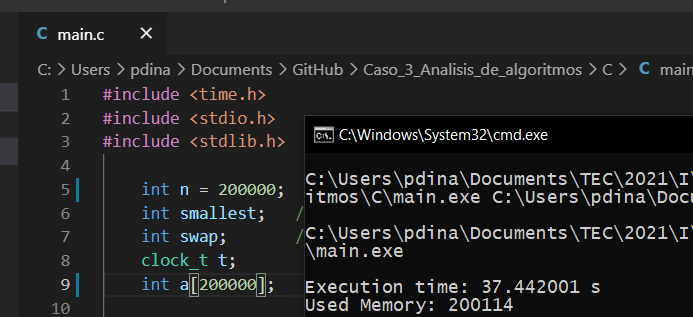 main.c
C: > Users > pdina > Documents > GitHub > Caso_3_Analisis_de_algoritmos > C > C
1 #include <time.h>
2 #include <stdio.h>
3 #include <stdlib.h>
4
5 int n = 200000;
6 int smallest; /
7 int swap; /
8 clock_t t;
9 int a[200000];
10
C:\Windows\System32\cmd.exe
C:\Users\pdina\Documents\TEC\2021\I\
itmos\C\main.exe C:\Users\pdina\Docu
C:\Users\pdina\Documents\TEC\2021\I\
\main.exe
Execution time: 37.442001 s
Used Memory: 200114